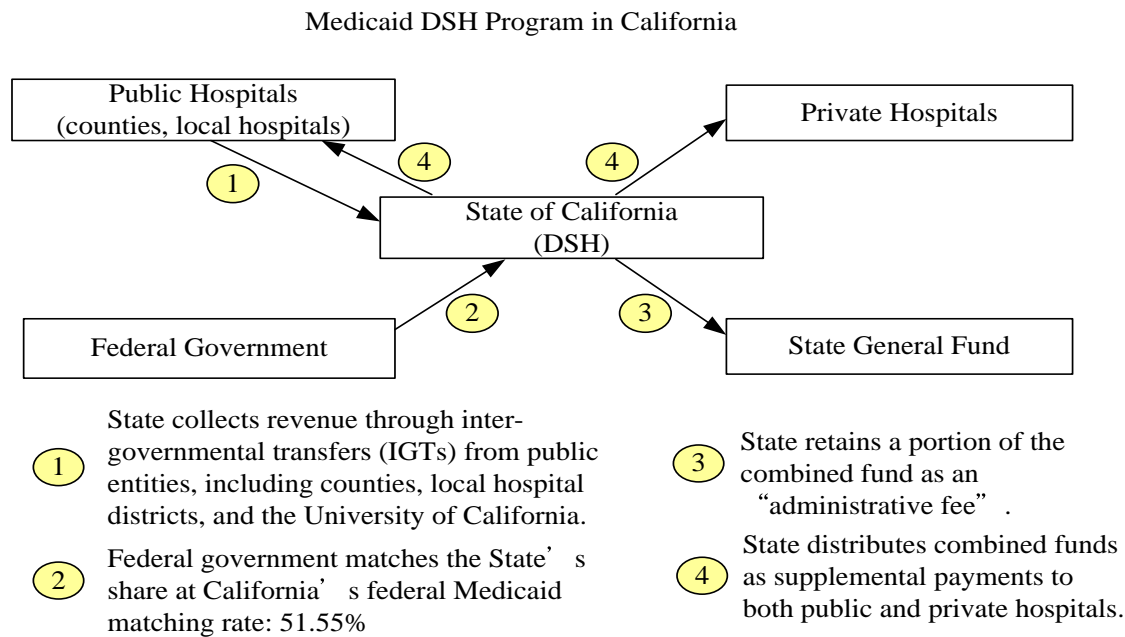 Medicaid DSH Program in California
Public Hospitals
(counties, local hospitals)
Private Hospitals
1
4
4
State of California
(DSH)
2
3
Federal Government
State General Fund
1
State collects revenue through inter-
governmental transfers (IGTs) from public
entities, including counties, local hospital
districts, and the University of California.
2
Federal government matches the State’ s
share at California’ s federal Medicaid
matching rate: 51.55%
3
State retains a portion of the
combined fund as an
“administrative fee” .
4
State distributes combined funds
as supplemental payments to
both public and private hospitals.